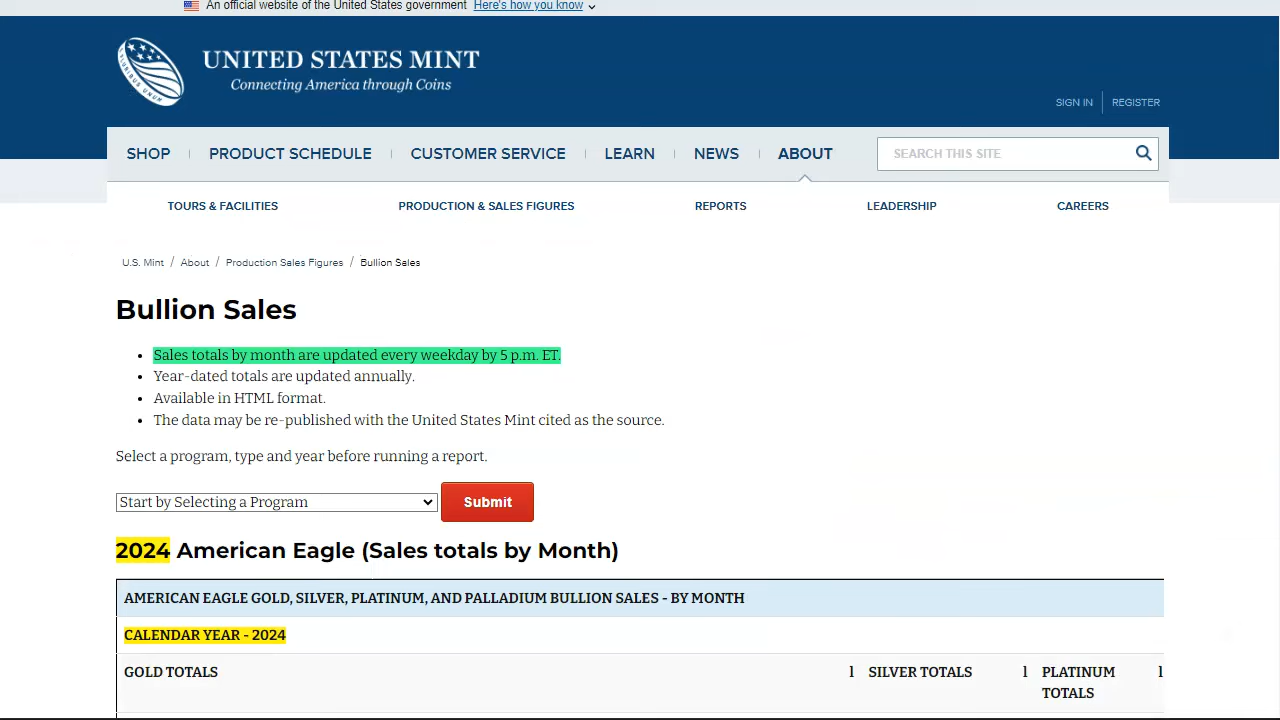 An official website of the United States government Here's how you know
UNITED STATES MINT
Connecting America through Coins
SIGN IN REGISTER
SHOP PRODUCT SCHEDULE CUSTOMER SERVICE LEARN NEWS ABOUT SEARCH THIS SITE
TOURS & FACILITIES PRODUCTION & SALES FIGURES REPORTS LEADERSHIP CAREERS
U.S. Mint / About / Production Sales Figures / Bullion Sales
Bullion Sales
• Sales totals by month are updated every weekday by 5 p.m. ET.
• Year-dated totals are updated annually.
• Available in HTML format.
• The data may be re-published with the United States Mint cited as the source.
Select a program, type and year before running a report.
Start by Selecting a Program Submit
2024 American Eagle (Sales totals by Month)
AMERICAN EAGLE GOLD, SILVER, PLATINUM, AND PALLADIUM BULLION SALES - BY MONTH
CALENDAR YEAR - 2024
GOLD TOTALS l SILVER TOTALS l PLATINUM l
TOTALS